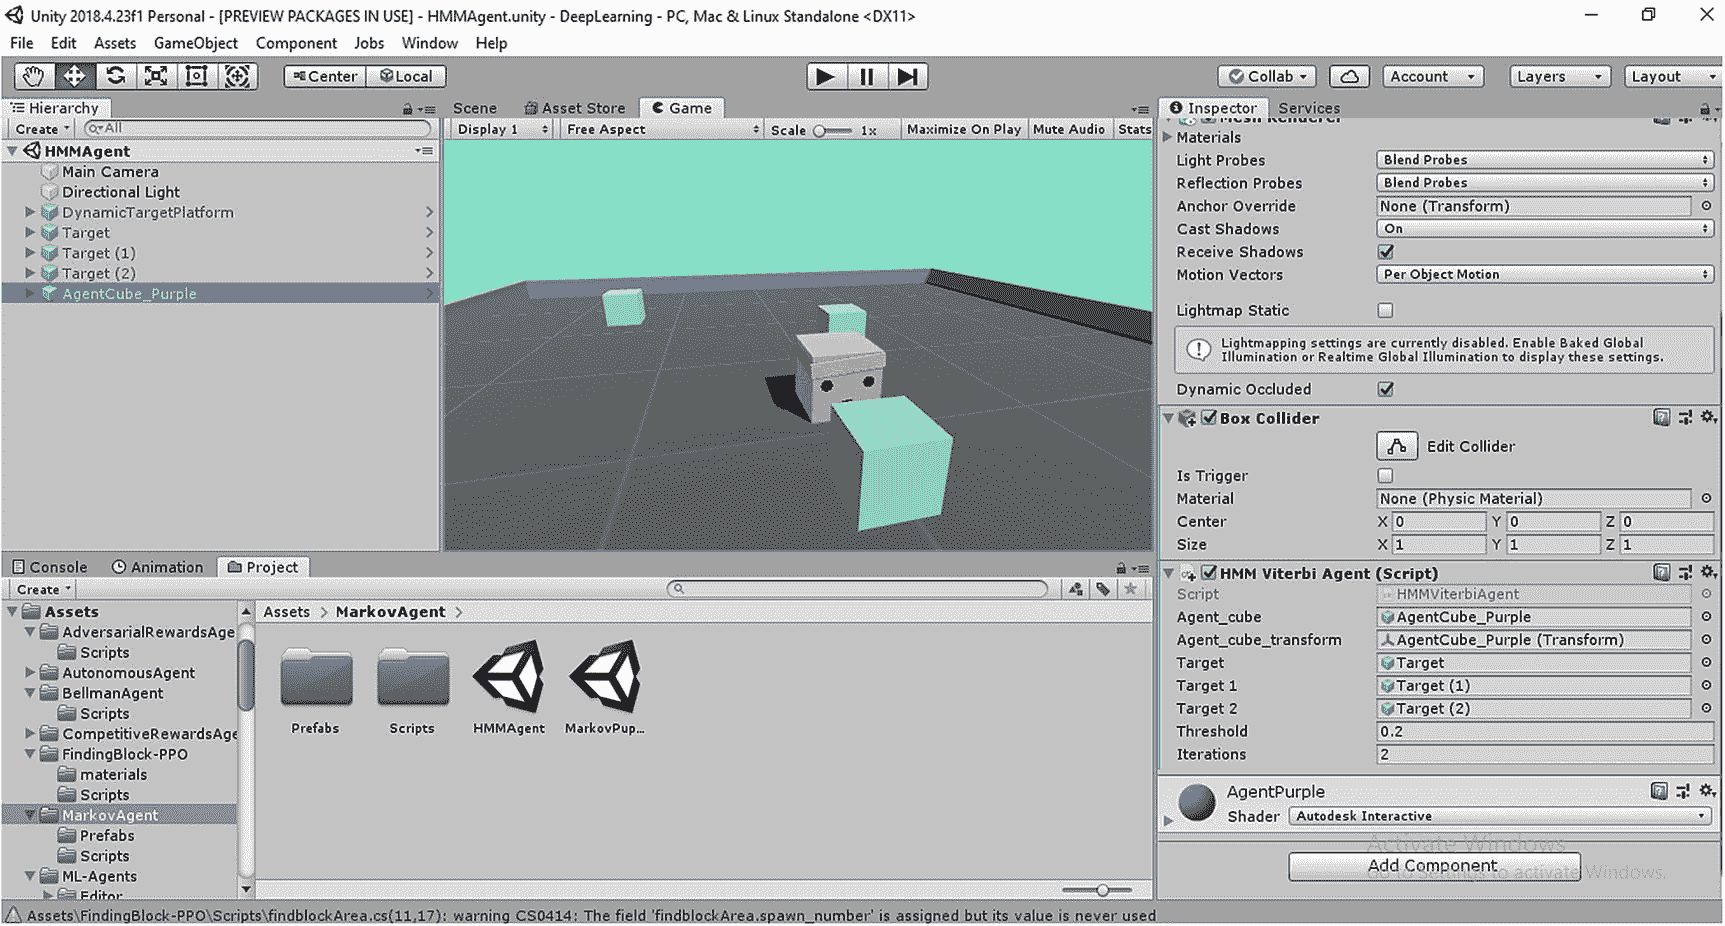 Unity 2018.4.23f1 Personal - [PREVIEW PACKAGES IN USE] - HMMAgent.unity - DeepLearning - PC, Mac & Linux Standalone <DX11>
File Edit Assets GameObject Component Jobs Window Help
Center Local Collab Account Layers Layout
Hierarchy
Create All
HMMAgent
Main Camera
Directional Light
DynamicTargetPlatform
Target
Target (1)
Target (2)
AgentCube_Purple
Scene Asset Store Game
Display 1 Free Aspect Scale 1x Maximize On Play Mute Audio Stats
Inspector Services
Mesh Renderer
Materials
Light Probes Blend Probes
Reflection Probes Blend Probes
Anchor Override None (Transform)
Cast Shadows On
Receive Shadows
Motion Vectors Per Object Motion
Lightmap Static
Lightmapping settings are currently disabled. Enable Baked Global
Illumination or Realtime Global Illumination to display these settings.
Dynamic Occluded
Box Collider
Edit Collider
Is Trigger
Material None (Physic Material)
Center X 0 Y 0 Z 0
Size X 1 Y 1 Z 1
HMM Viterbi Agent (Script)
Script HMMViterbiAgent
Agent_cube AgentCube_Purple
Agent_cube_transform AgentCube_Purple (Transform)
Target Target
Target 1 Target (1)
Target 2 Target (2)
Threshold 0.2
Iterations 2
AgentPurple
Shader Autodesk Interactive
Activate Windows
Add Component
Go to Settings to activate Windows.
Console Animation Project
Create
Assets
AdversarialRewardsAge
Scripts
AutonomousAgent
BellmanAgent
Scripts
CompetitiveRewardsAge
FindingBlock-PPO
materials
Scripts
MarkovAgent
Prefabs
Scripts
ML-Agents
Editor
Assets > MarkovAgent >
Prefabs Scripts HMMAgent MarkovPup...
Assets\FindingBlock-PPO\Scripts\findblockArea.cs(11,17): warning CS0414: The field 'findblockArea.spawn_number' is assigned but its value is never used